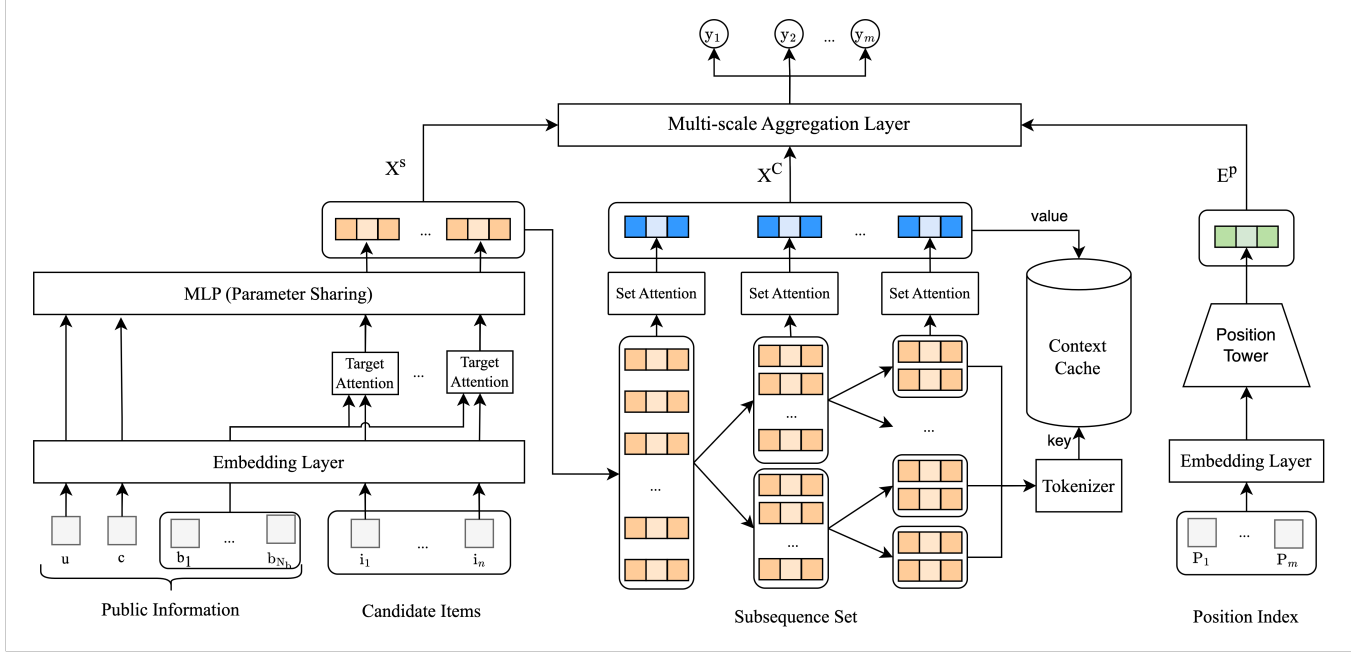 y₁ y₂ ... yₘ
Multi-scale Aggregation Layer
Xˢ
Xᶜ
Eᵖ
...
...
value
MLP (Parameter Sharing)
Set Attention
Set Attention
Set Attention
Target
Attention
...
Target
Attention
Context
Cache
Position
Tower
...
...
...
...
key
Embedding Layer
Tokenizer
Embedding Layer
u c b₁ ... b_{N_b}
i₁ ... iₙ
P₁ ... Pₘ
Public Information
Candidate Items
Subsequence Set
Position Index